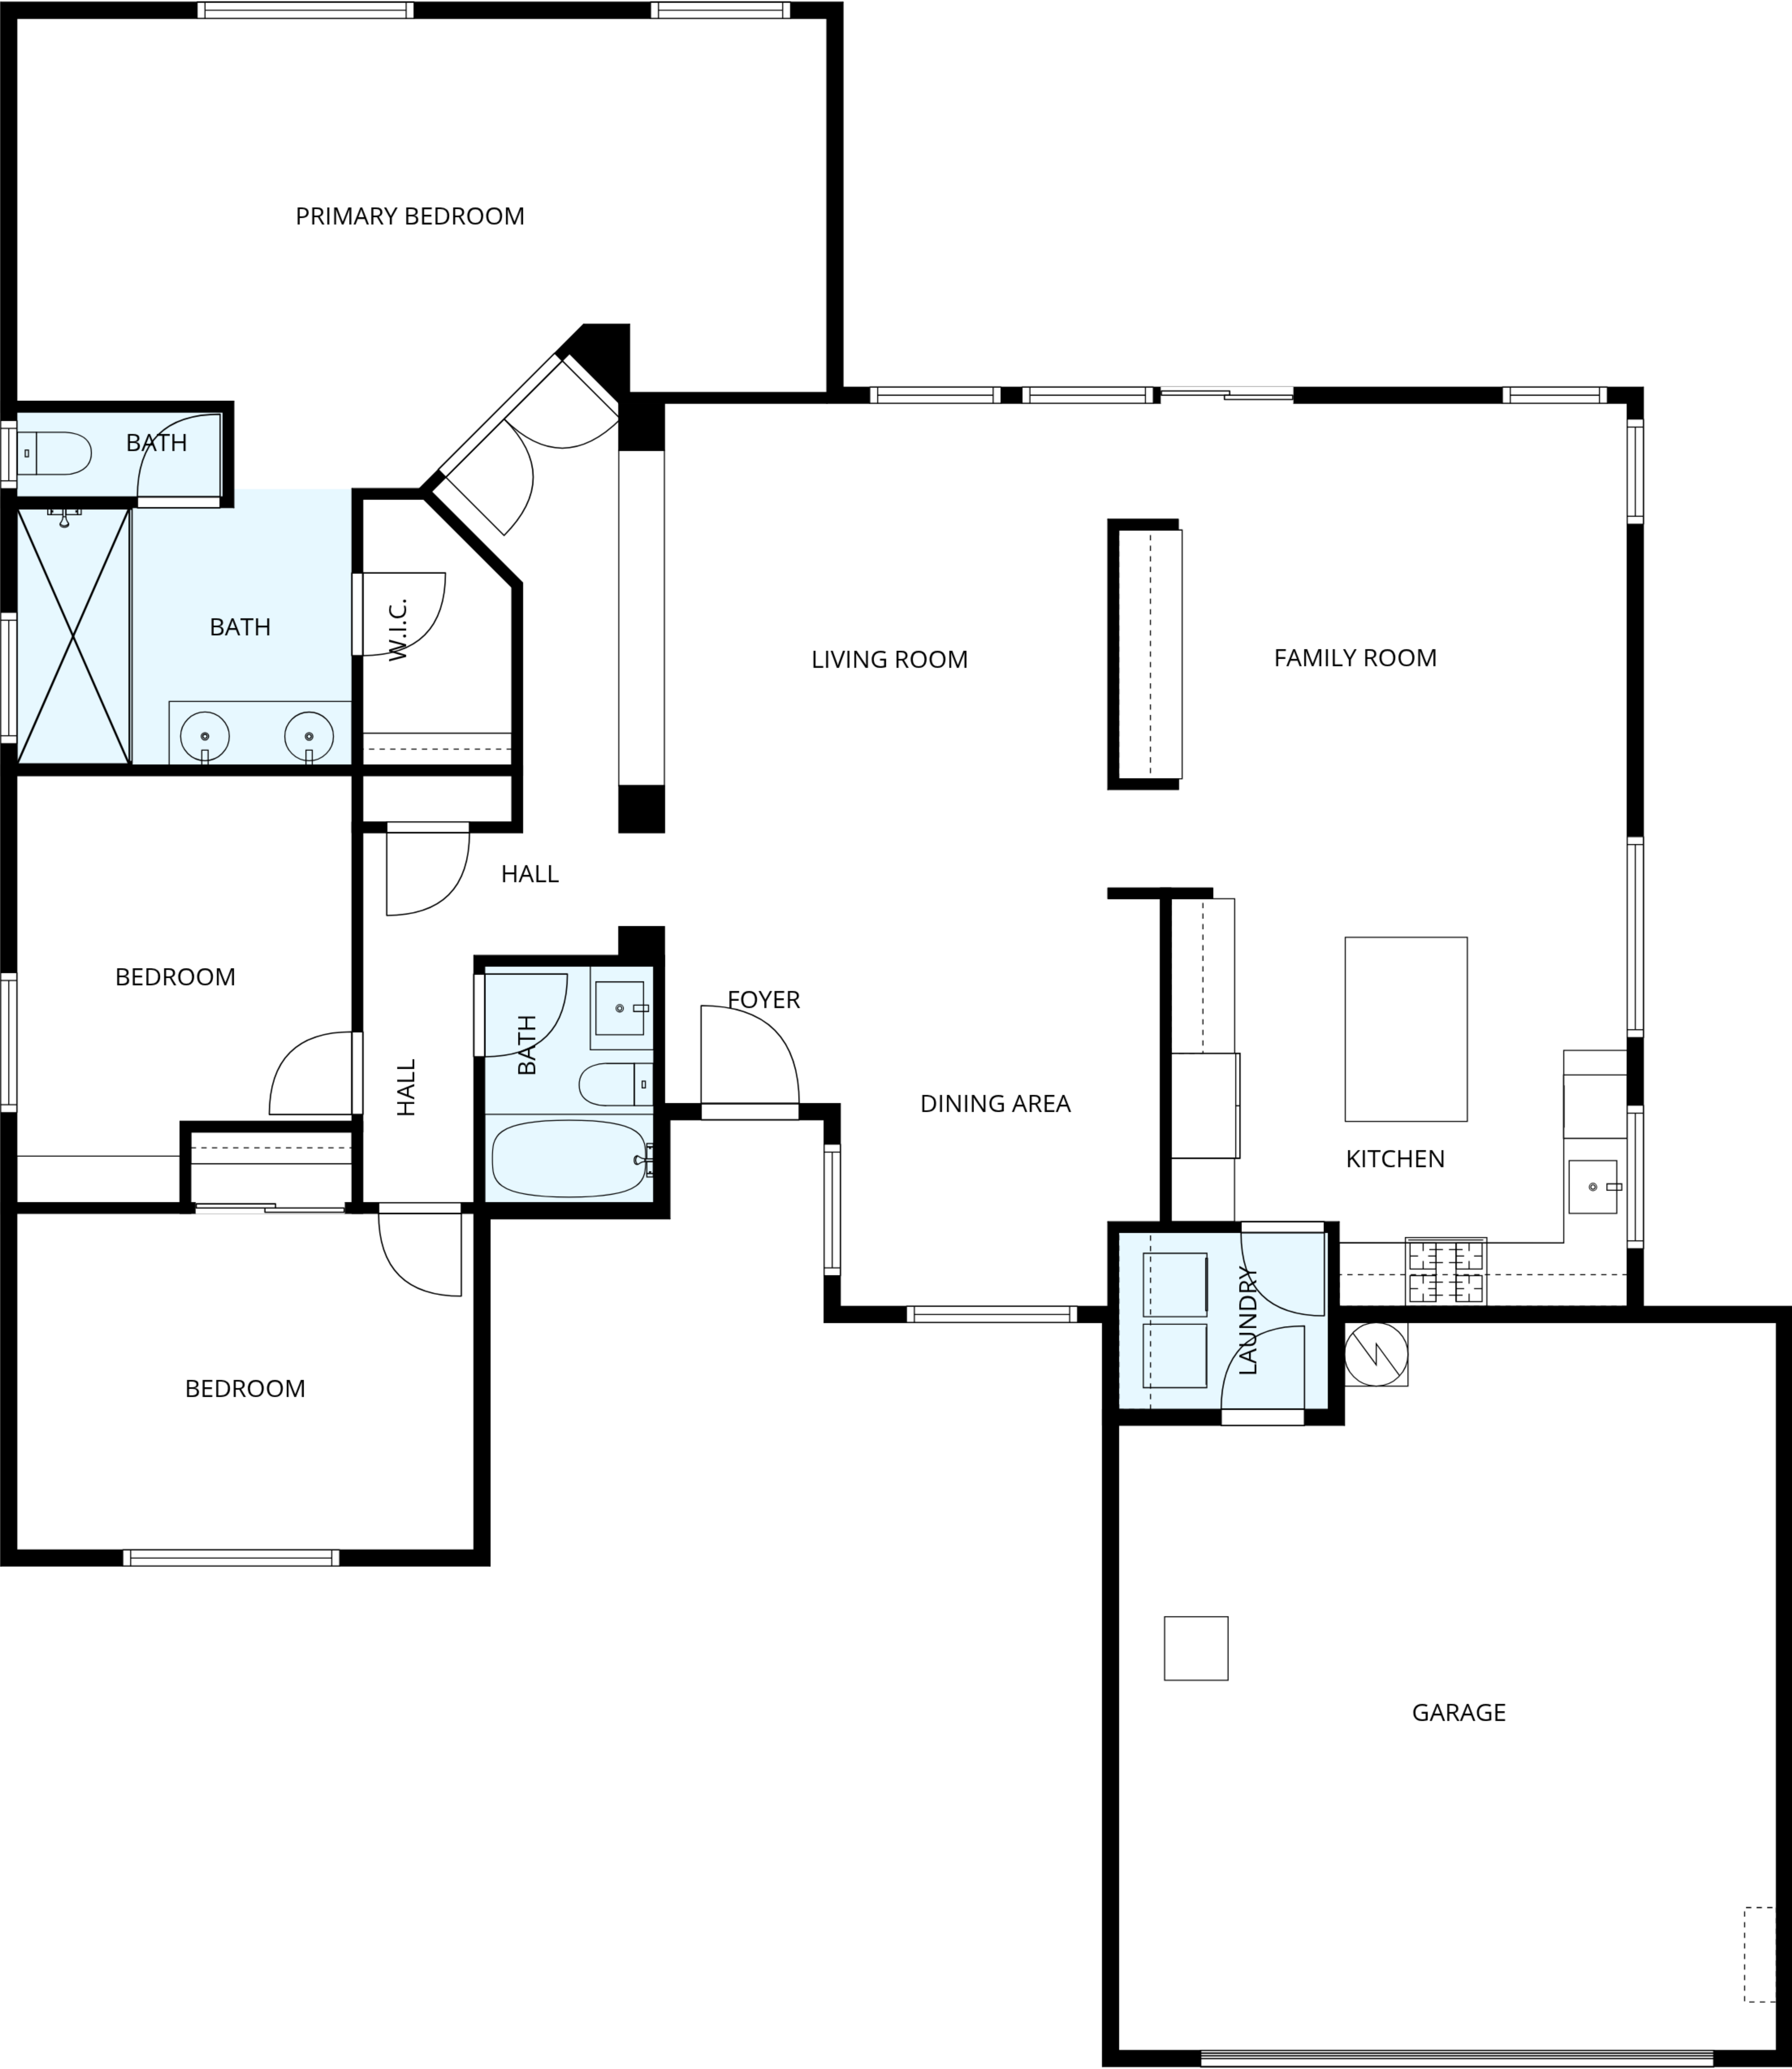 PRIMARY BEDROOM
BATH
BATH
W.I.C.
LIVING ROOM
FAMILY ROOM
HALL
BEDROOM
FOYER
BATH
HALL
DINING AREA
KITCHEN
LAUNDRY
BEDROOM
GARAGE